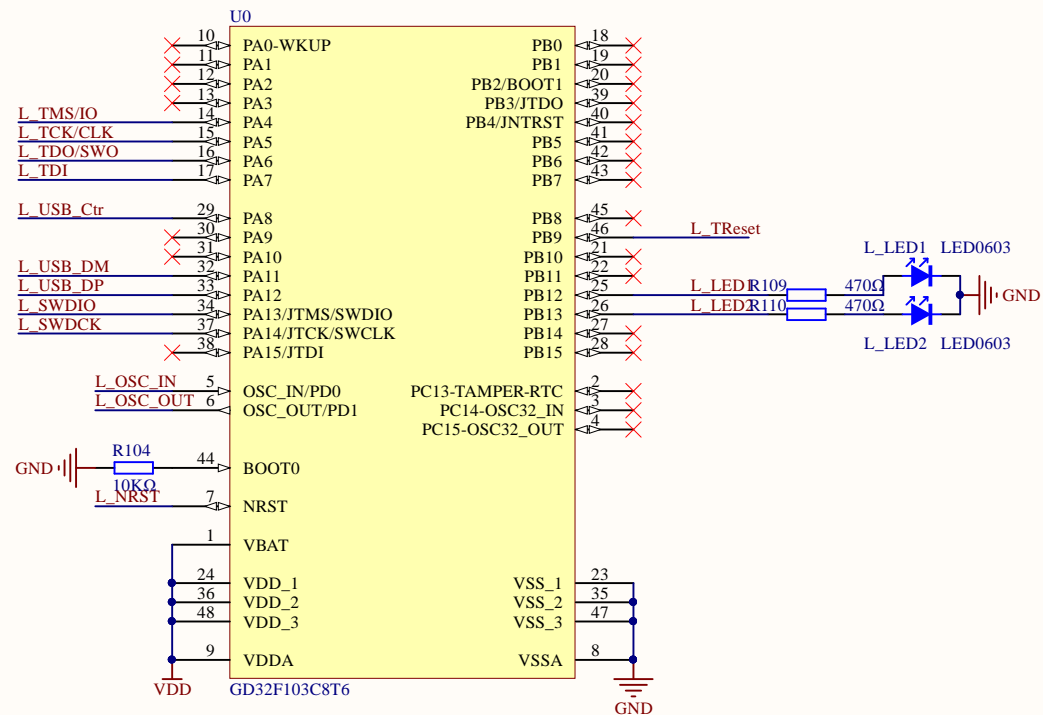 U0
10 PA0-WKUP PB0 18
11 PA1 PB1 19
12 PA2 PB2/BOOT1 20
13 PA3 PB3/JTDO 39
L_TMS/IO 14 PA4 PB4/JNTRST 40
L_TCK/CLK 15 PA5 PB5 41
L_TDO/SWO 16 PA6 PB6 42
L_TDI 17 PA7 PB7 43
L_USB_Ctr 29 PA8 PB8 45
30 PA9 PB9 46 L_TReset
31 PA10 PB10 21
L_USB_DM 32 PA11 PB11 22
L_USB_DP 33 PA12 PB12 25 L_LED1 R109 470Ω
L_SWDIO 34 PA13/JTMS/SWDIO PB13 26 L_LED2 R110 470Ω
L_SWDCK 37 PA14/JTCK/SWCLK PB14 27
38 PA15/JTDI PB15 28
L_LED1 LED0603
GND
L_LED2 LED0603
L_OSC_IN 5 OSC_IN/PD0 PC13-TAMPER-RTC 2
L_OSC_OUT 6 OSC_OUT/PD1 PC14-OSC32_IN 3
PC15-OSC32_OUT 4
R104
GND 44 BOOT0
10KΩ
L_NRST 7 NRST
1 VBAT
24 VDD_1 VSS_1 23
36 VDD_2 VSS_2 35
48 VDD_3 VSS_3 47
9 VDDA VSSA 8
VDD
GD32F103C8T6
GND